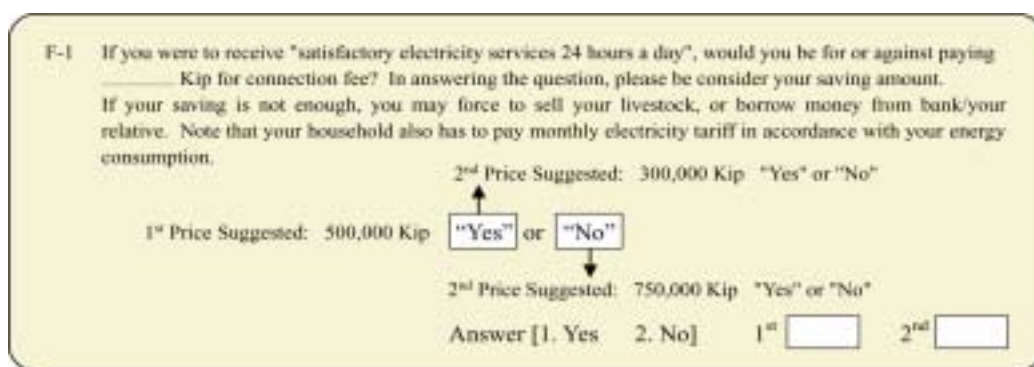 F-1 If you were to receive "satisfactory electricity services 24 hours a day", would you be for or against paying
______ Kip for connection fee? In answering the question, please be consider your saving amount.
If your saving is not enough, you may force to sell your livestock, or borrow money from bank/your
relative. Note that your household also has to pay monthly electricity tariff in accordance with your energy
consumption.
2nd Price Suggested: 300,000 Kip "Yes" or "No"
1st Price Suggested: 500,000 Kip "Yes" or "No"
2nd Price Suggested: 750,000 Kip "Yes" or "No"
Answer [1. Yes 2. No] 1st 2nd